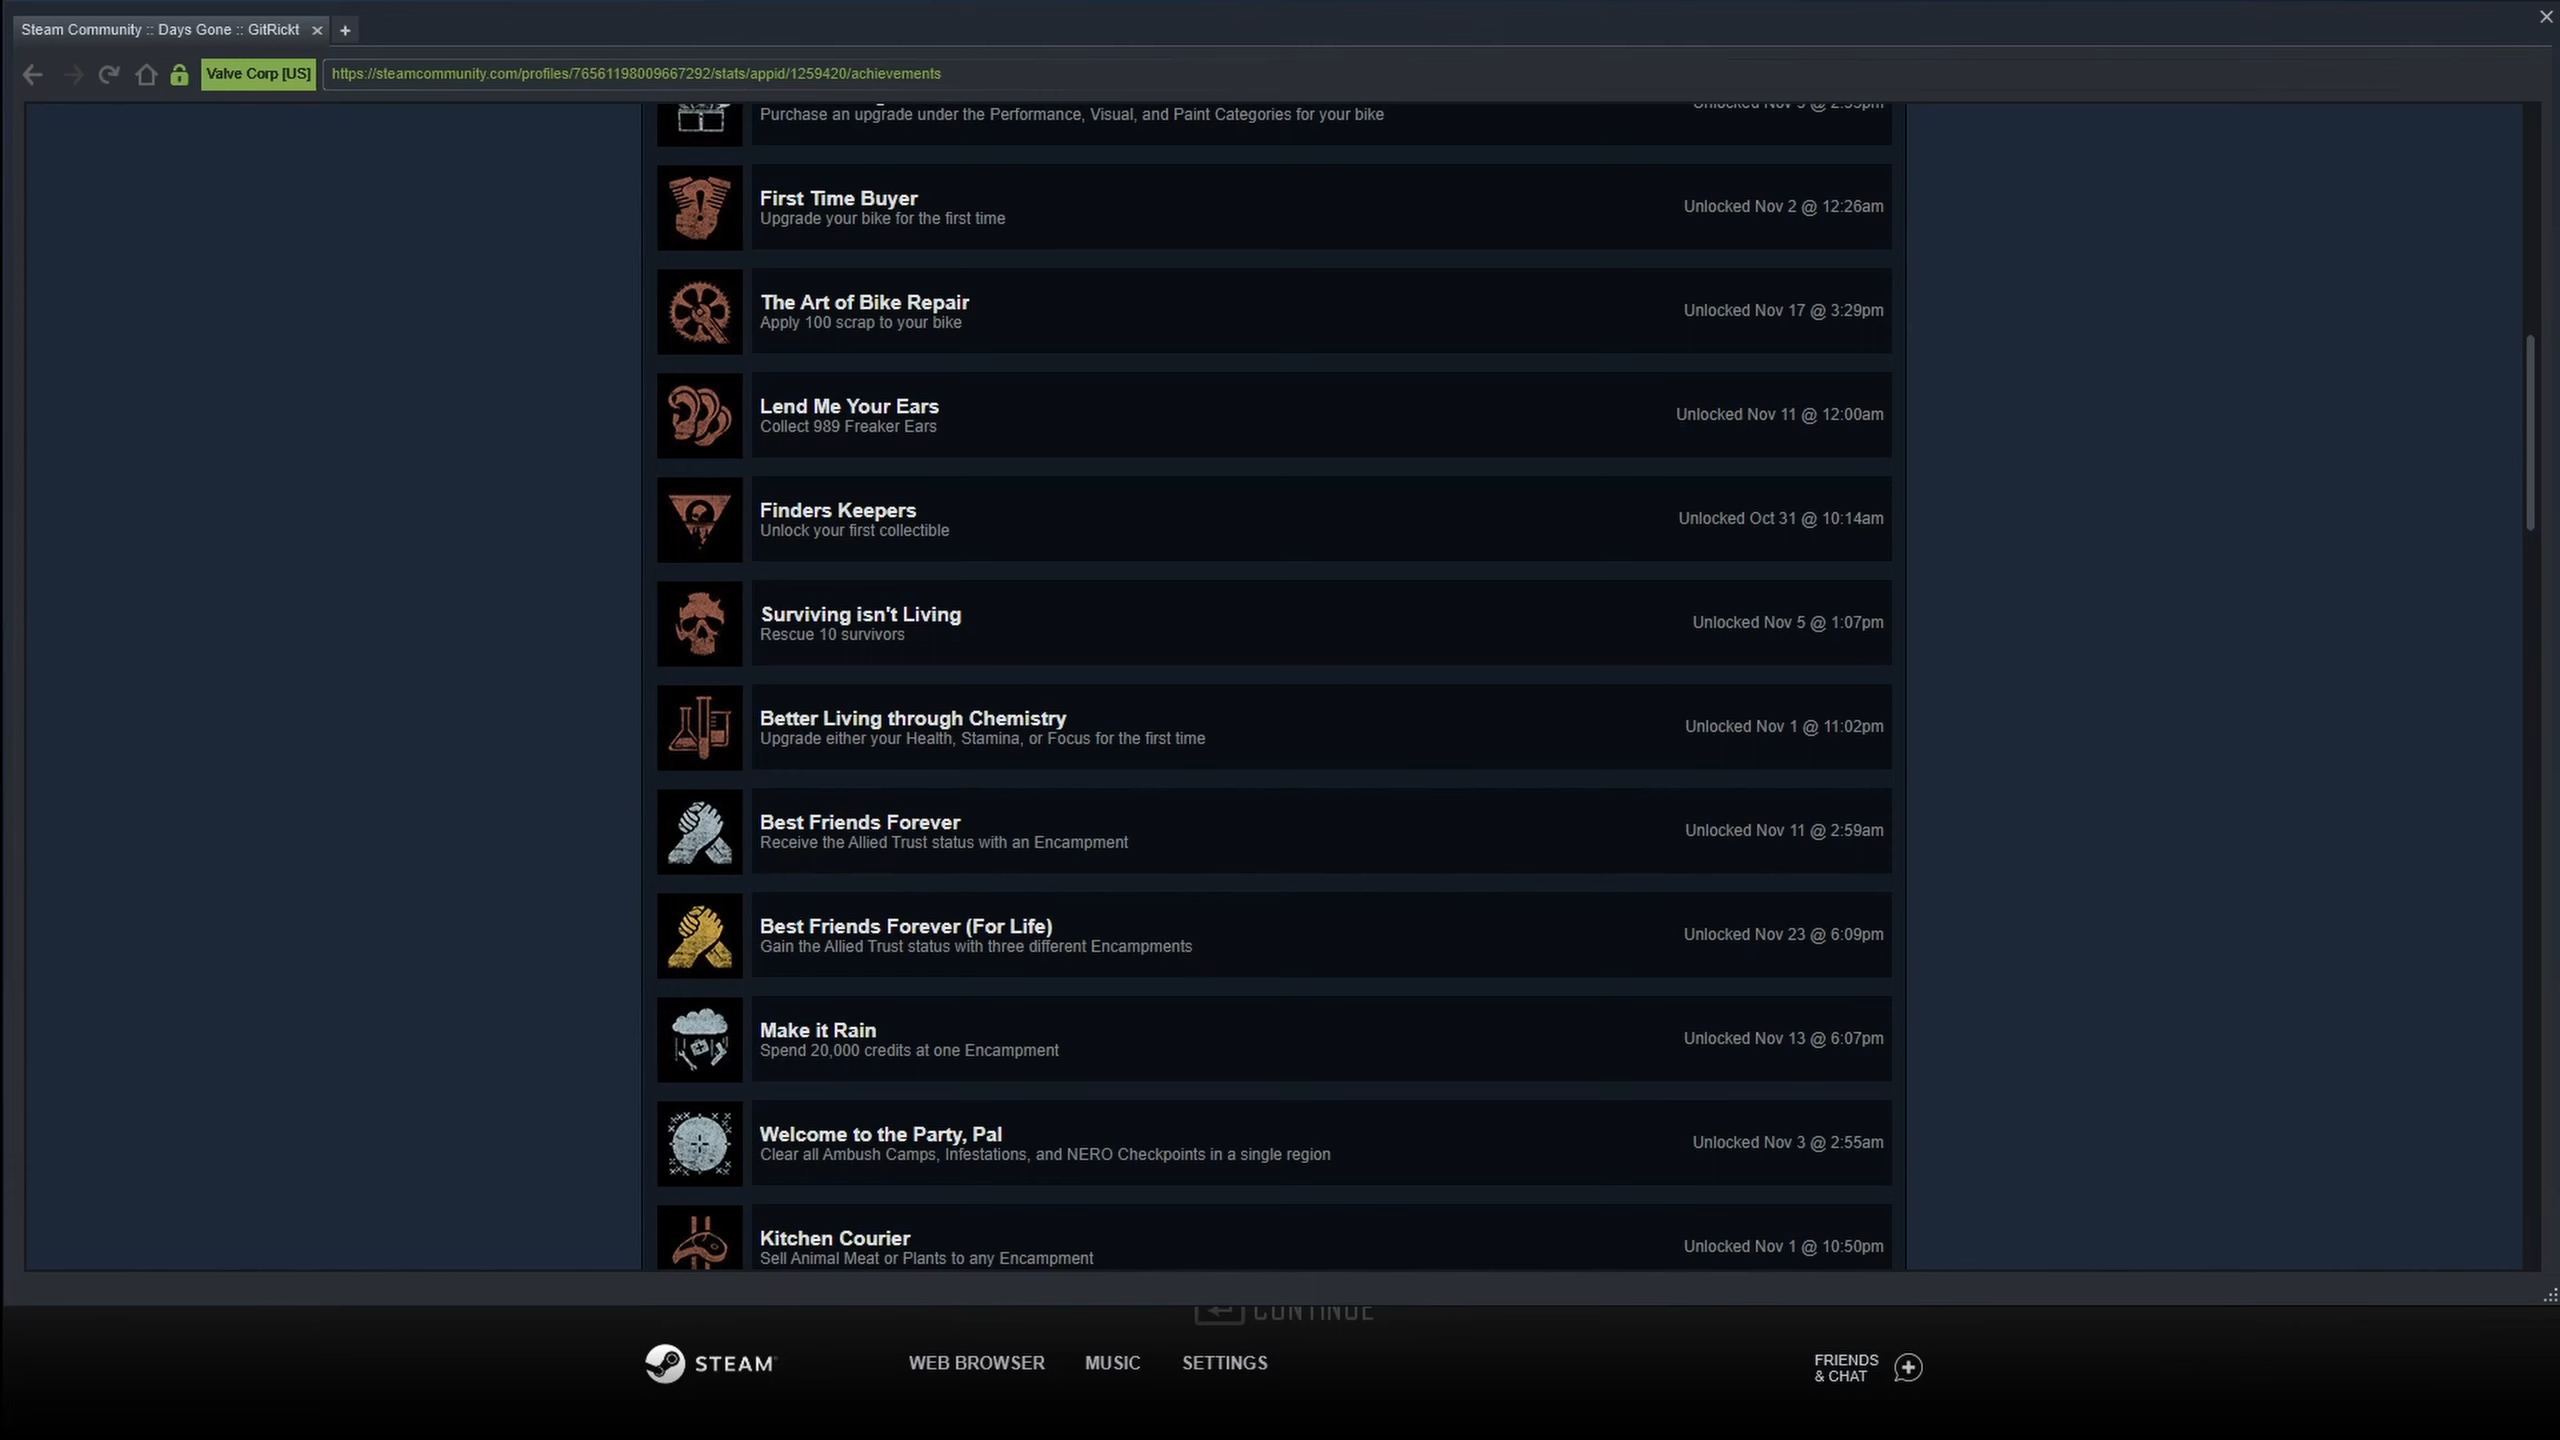 Steam Community :: Days Gone :: GitRickt
Valve Corp [US]
https://steamcommunity.com/profiles/76561198009667292/stats/appid/1259420/achievements
Purchase an upgrade under the Performance, Visual, and Paint Categories for your bike
First Time Buyer
Upgrade your bike for the first time
Unlocked Nov 2 @ 12:26am
The Art of Bike Repair
Apply 100 scrap to your bike
Unlocked Nov 17 @ 3:29pm
Lend Me Your Ears
Collect 989 Freaker Ears
Unlocked Nov 11 @ 12:00am
Finders Keepers
Unlock your first collectible
Unlocked Oct 31 @ 10:14am
Surviving isn't Living
Rescue 10 survivors
Unlocked Nov 5 @ 1:07pm
Better Living through Chemistry
Upgrade either your Health, Stamina, or Focus for the first time
Unlocked Nov 1 @ 11:02pm
Best Friends Forever
Receive the Allied Trust status with an Encampment
Unlocked Nov 11 @ 2:59am
Best Friends Forever (For Life)
Gain the Allied Trust status with three different Encampments
Unlocked Nov 23 @ 6:09pm
Make it Rain
Spend 20,000 credits at one Encampment
Unlocked Nov 13 @ 6:07pm
Welcome to the Party, Pal
Clear all Ambush Camps, Infestations, and NERO Checkpoints in a single region
Unlocked Nov 3 @ 2:55am
Kitchen Courier
Sell Animal Meat or Plants to any Encampment
Unlocked Nov 1 @ 10:50pm
CONTINUE
STEAM
WEB BROWSER
MUSIC
SETTINGS
FRIENDS
& CHAT